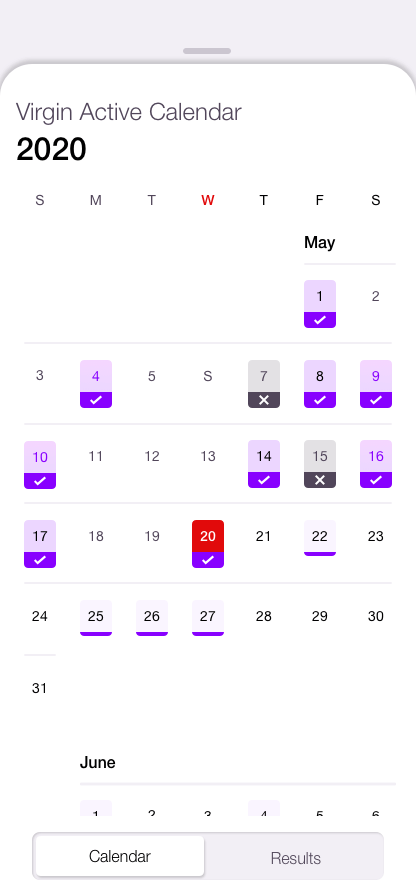 Virgin Active Calendar
2020
S M T W T F S
May
1 2
3 4 5 S 7 8 9
10 11 12 13 14 15 16
17 18 19 20 21 22 23
24 25 26 27 28 29 30
31
June
1 2 3 4 5 6
Calendar Results